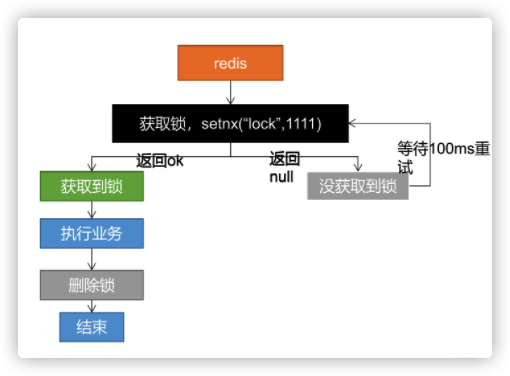 redis
获取锁，setnx(“lock”,1111)
返回ok
返回
null
等待100ms重
试
获取到锁
没获取到锁
执行业务
删除锁
结束